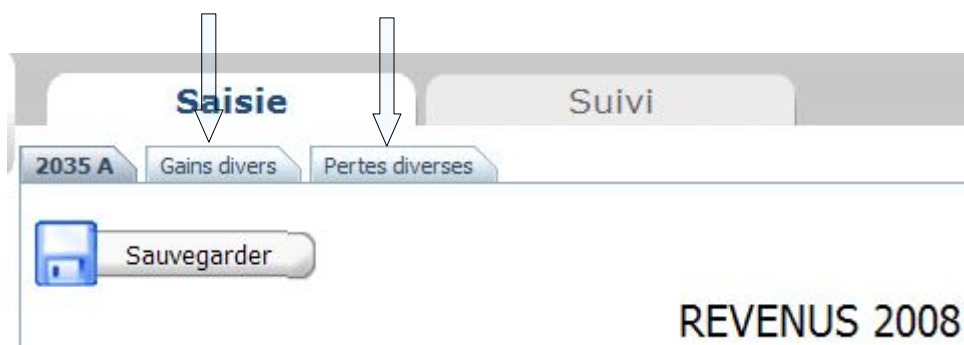 Saisie Suivi
2035 A Gains divers Pertes diverses
Sauvegarder
REVENUS 2008